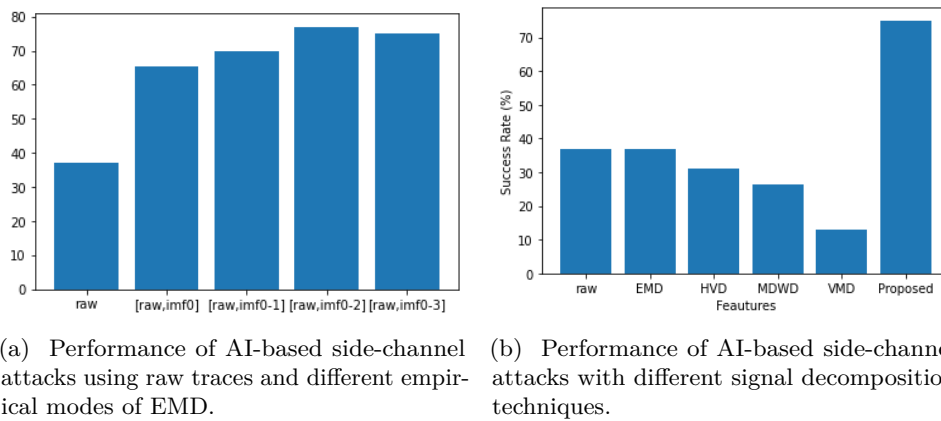 80
70
60
50
40
30
20
10
0
raw [raw,imf0] [raw,imf0-1] [raw,imf0-2] [raw,imf0-3]
(a) Performance of AI-based side-channel
attacks using raw traces and different empir-
ical modes of EMD.
Success Rate (%)
70
60
50
40
30
20
10
0
raw EMD HVD MDWD VMD Proposed
Feautures
(b) Performance of AI-based side-channe
attacks with different signal decomposition
techniques.